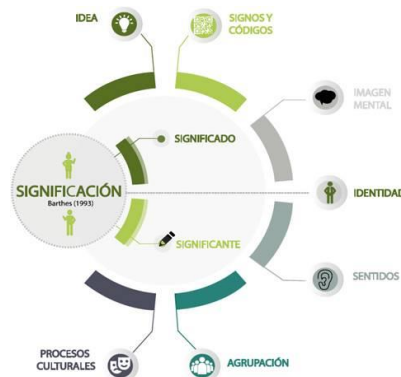 IDEA
SIGNOS Y
CÓDIGOS
IMAGEN
MENTAL
SIGNIFICADO
SIGNIFICACIÓN
Barthes (1993)
IDENTIDAD
SIGNIFICANTE
SENTIDOS
PROCESOS
CULTURALES
AGRUPACIÓN